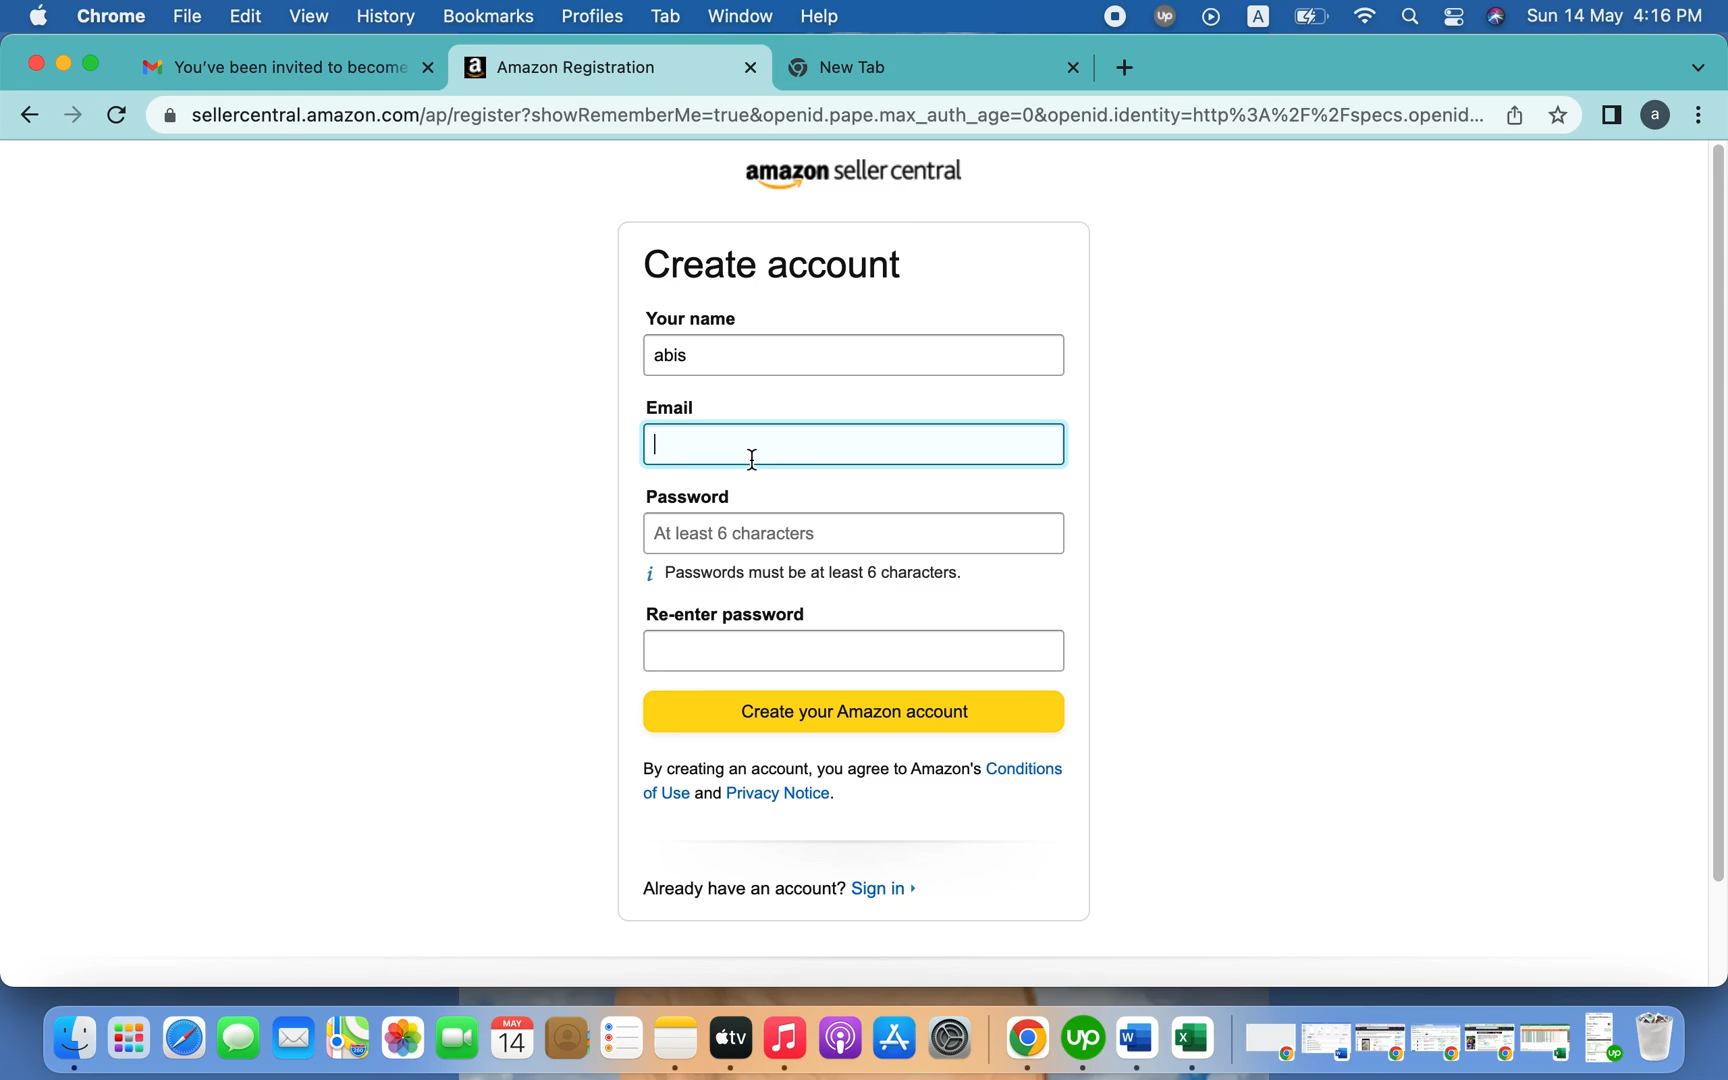 Chrome File Edit View History Bookmarks Profiles Tab Window Help up A Sun 14 May 4:16 PM
You've been invited to become Amazon Registration New Tab
sellercentral.amazon.com/ap/register?showRememberMe=true&openid.pape.max_auth_age=0&openid.identity=http%3A%2F%2Fspecs.openid... a
amazon seller central
Create account
Your name
abis
Email
Password
At least 6 characters
i Passwords must be at least 6 characters.
Re-enter password
Create your Amazon account
By creating an account, you agree to Amazon's Conditions
of Use and Privacy Notice.
Already have an account? Sign in
MAY
14
tv
up
W
X